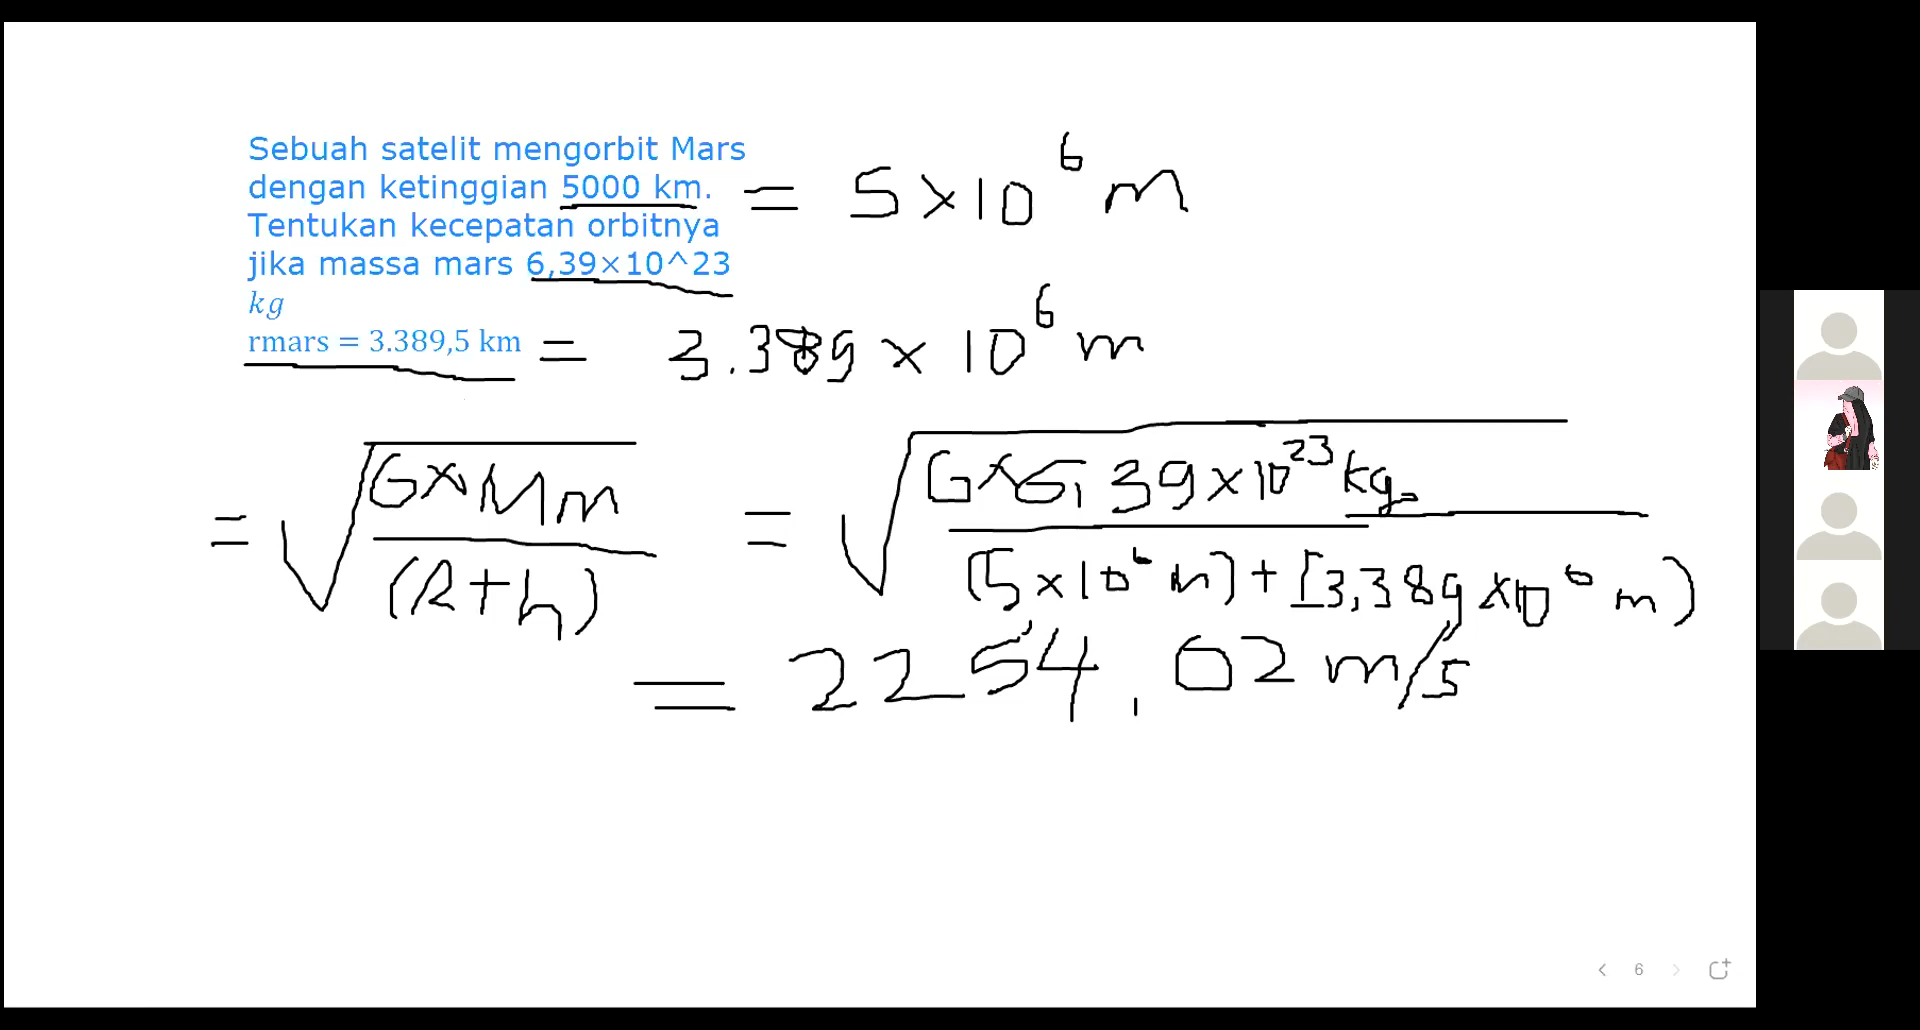 Sebuah satelit mengorbit Mars
dengan ketinggian 5000 km. = 5 × 10^6 m
Tentukan kecepatan orbitnya
jika massa mars 6,39×10^23
kg
rmars = 3.389,5 km = 3.389 × 10^6 m
= √ G × Mm / (R + h) = √ G × 6,39 × 10^23 kg / (5 × 10^6 m) + (3,389 × 10^6 m)
= 2254,02 m/s
6